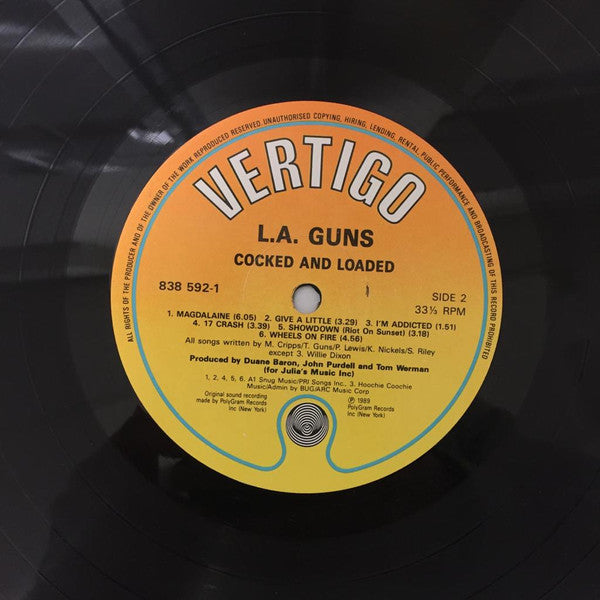 ALL RIGHTS OF THE PRODUCER AND OF THE OWNER OF THE WORK REPRODUCED RESERVED. UNAUTHORISED COPYING, HIRING, LENDING, RENTAL, PUBLIC PERFORMANCE AND BROADCASTING OF THIS RECORD PROHIBITED
VERTIGO
L.A. GUNS
COCKED AND LOADED
838 592-1
SIDE 2
33⅓ RPM
1. MAGDALAINE (6.05) 2. GIVE A LITTLE (3.29) 3. I'M ADDICTED (1.51)
4. 17 CRASH (3.39) 5. SHOWDOWN (Riot On Sunset) (3.18)
6. WHEELS ON FIRE (4.56)
All songs written by M. Cripps/T. Guns/P. Lewis/K. Nickels/S. Riley
except 3. Willie Dixon
Produced by Duane Baron, John Purdell and Tom Werman
(for Julia's Music Inc)
1, 2, 4, 5, 6. A1 Snug Music/PRI Songs Inc. 3. Hoochie Coochie
Music/Admin by BUG/ARC Music Corp
Original sound recording
made by PolyGram Records
Inc (New York)
℗ 1989
PolyGram Records
Inc (New York)